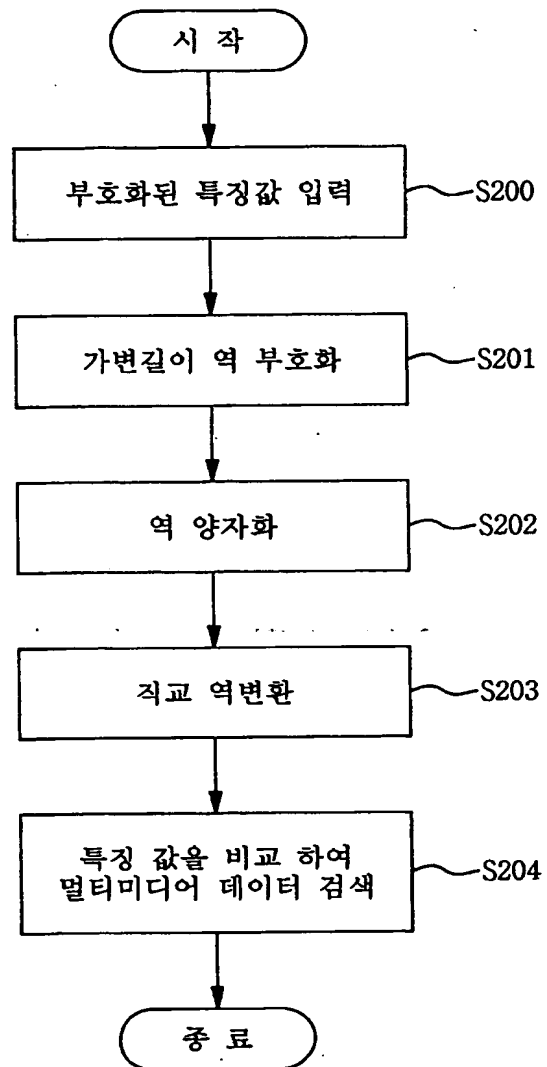 시 작
부호화된 특징값 입력
S200
가변길이 역 부호화
S201
역 양자화
S202
직교 역변환
S203
특징 값을 비교 하여
멀티미디어 데이터 검색
S204
종 료